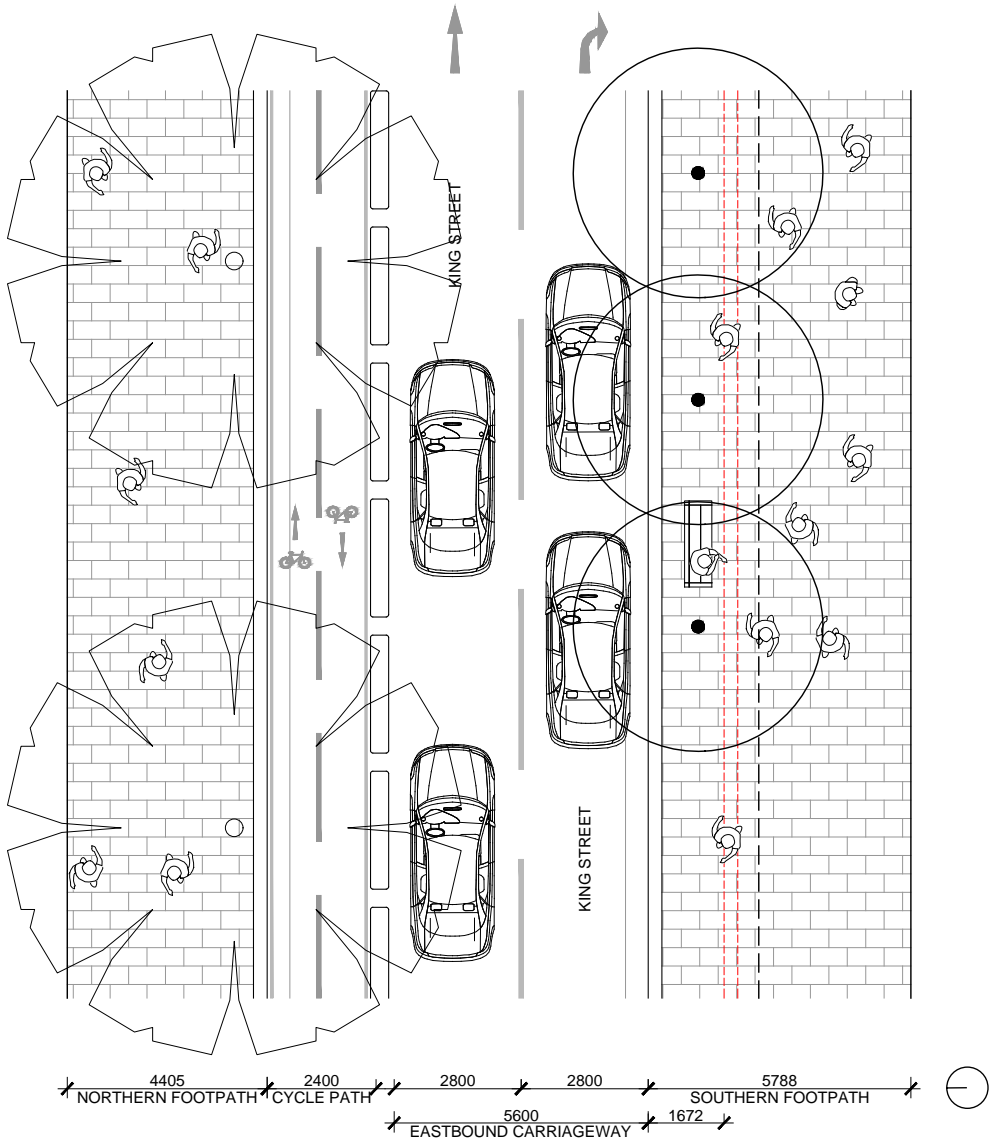 KING STREET
KING STREET
4405 2400 2800 2800 5788
NORTHERN FOOTPATH CYCLE PATH SOUTHERN FOOTPATH
5600 1672
EASTBOUND CARRIAGEWAY